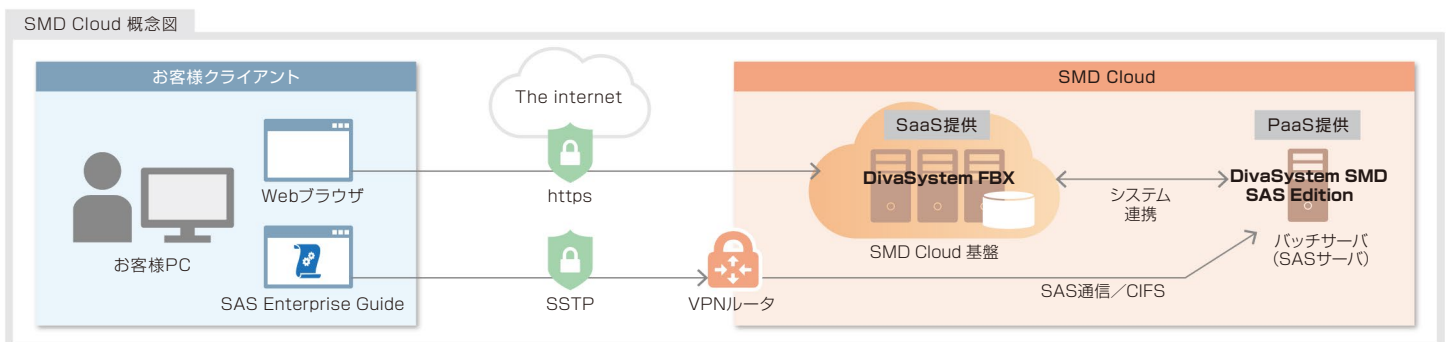 SMD Cloud 概念図
お客様クライアント
お客様PC
Webブラウザ
SAS Enterprise Guide
The internet
https
SSTP
VPNルータ
SMD Cloud
SaaS提供
DivaSystem FBX
SMD Cloud 基盤
システム
連携
PaaS提供
DivaSystem SMD
SAS Edition
バッチサーバ
（SASサーバ）
SAS通信／CIFS